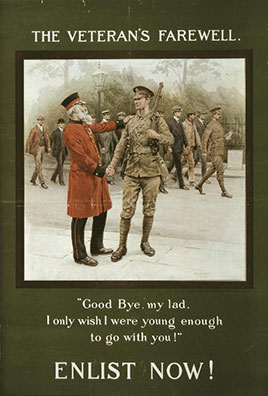 THE VETERAN'S FAREWELL.
"Good Bye, my lad,
I only wish I were young enough
to go with you!"
ENLIST NOW!